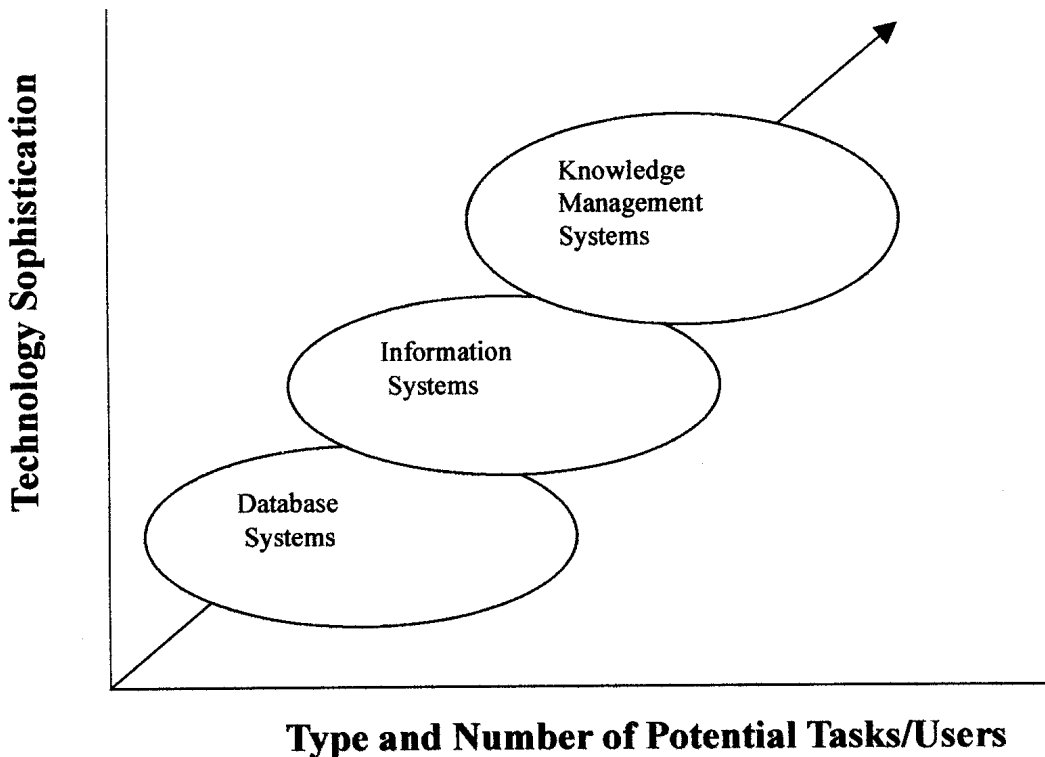 Technology Sophistication
Knowledge
Management
Systems
Information
Systems
Database
Systems
Type and Number of Potential Tasks/Users